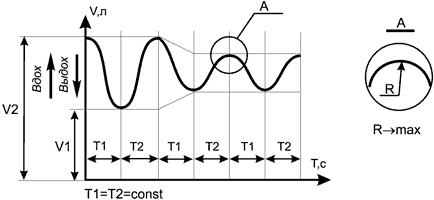 V,л
A
A
Вдох
Выдох
V2
V1
R
R→max
T1 T2 T1 T2 T1 T2
T,c
T1=T2=const